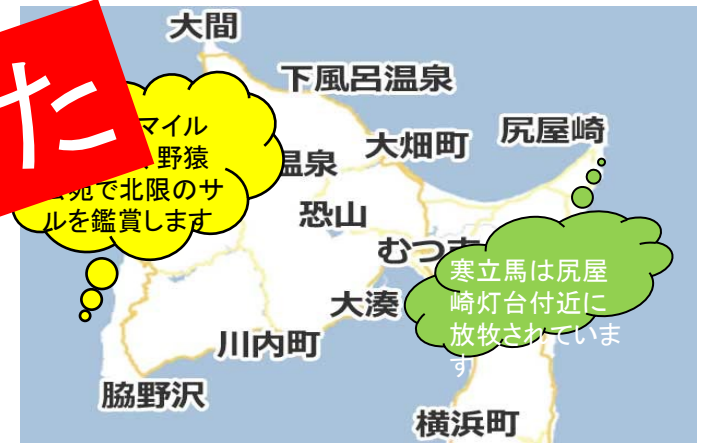 大間
下風呂温泉
た
マイル
野猿
苑で北限のサ
ルを鑑賞します
温泉
大畑町
尻屋崎
恐山
むつ市
寒立馬は尻屋
崎灯台付近に
放牧されていま
す
大湊
川内町
脇野沢
横浜町